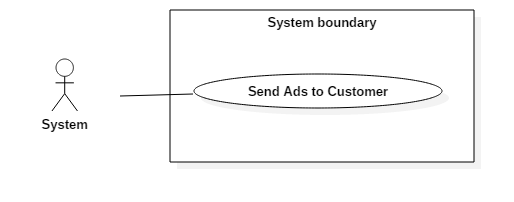 System boundary
Send Ads to Customer
System